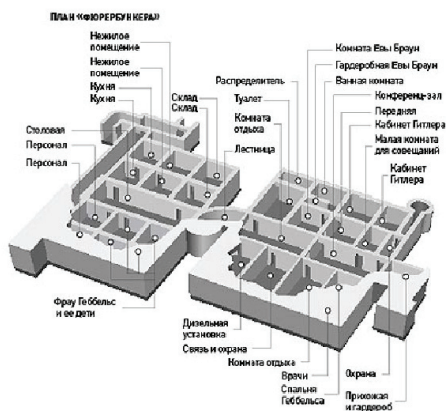 ПЛАН «ФЮРЕРБУНКЕРА»
Нежилое
помещение
Нежилое
помещение
Кухня
Кухня
Столовая
Персонал
Персонал
Склад
Склад
Распределитель
Туалет
Комната
отдыха
Лестница
Комната Евы Браун
Гардеробная Евы Браун
Ванная комната
Конференц-зал
Передняя
Кабинет Гитлера
Малая комната
для совещаний
Кабинет
Гитлера
Фрау Геббельс
и ее дети
Дизельная
установка
Связь и охрана
Комната отдыха
Врачи
Спальня
Геббельса
Охрана
Прихожая
и гардероб